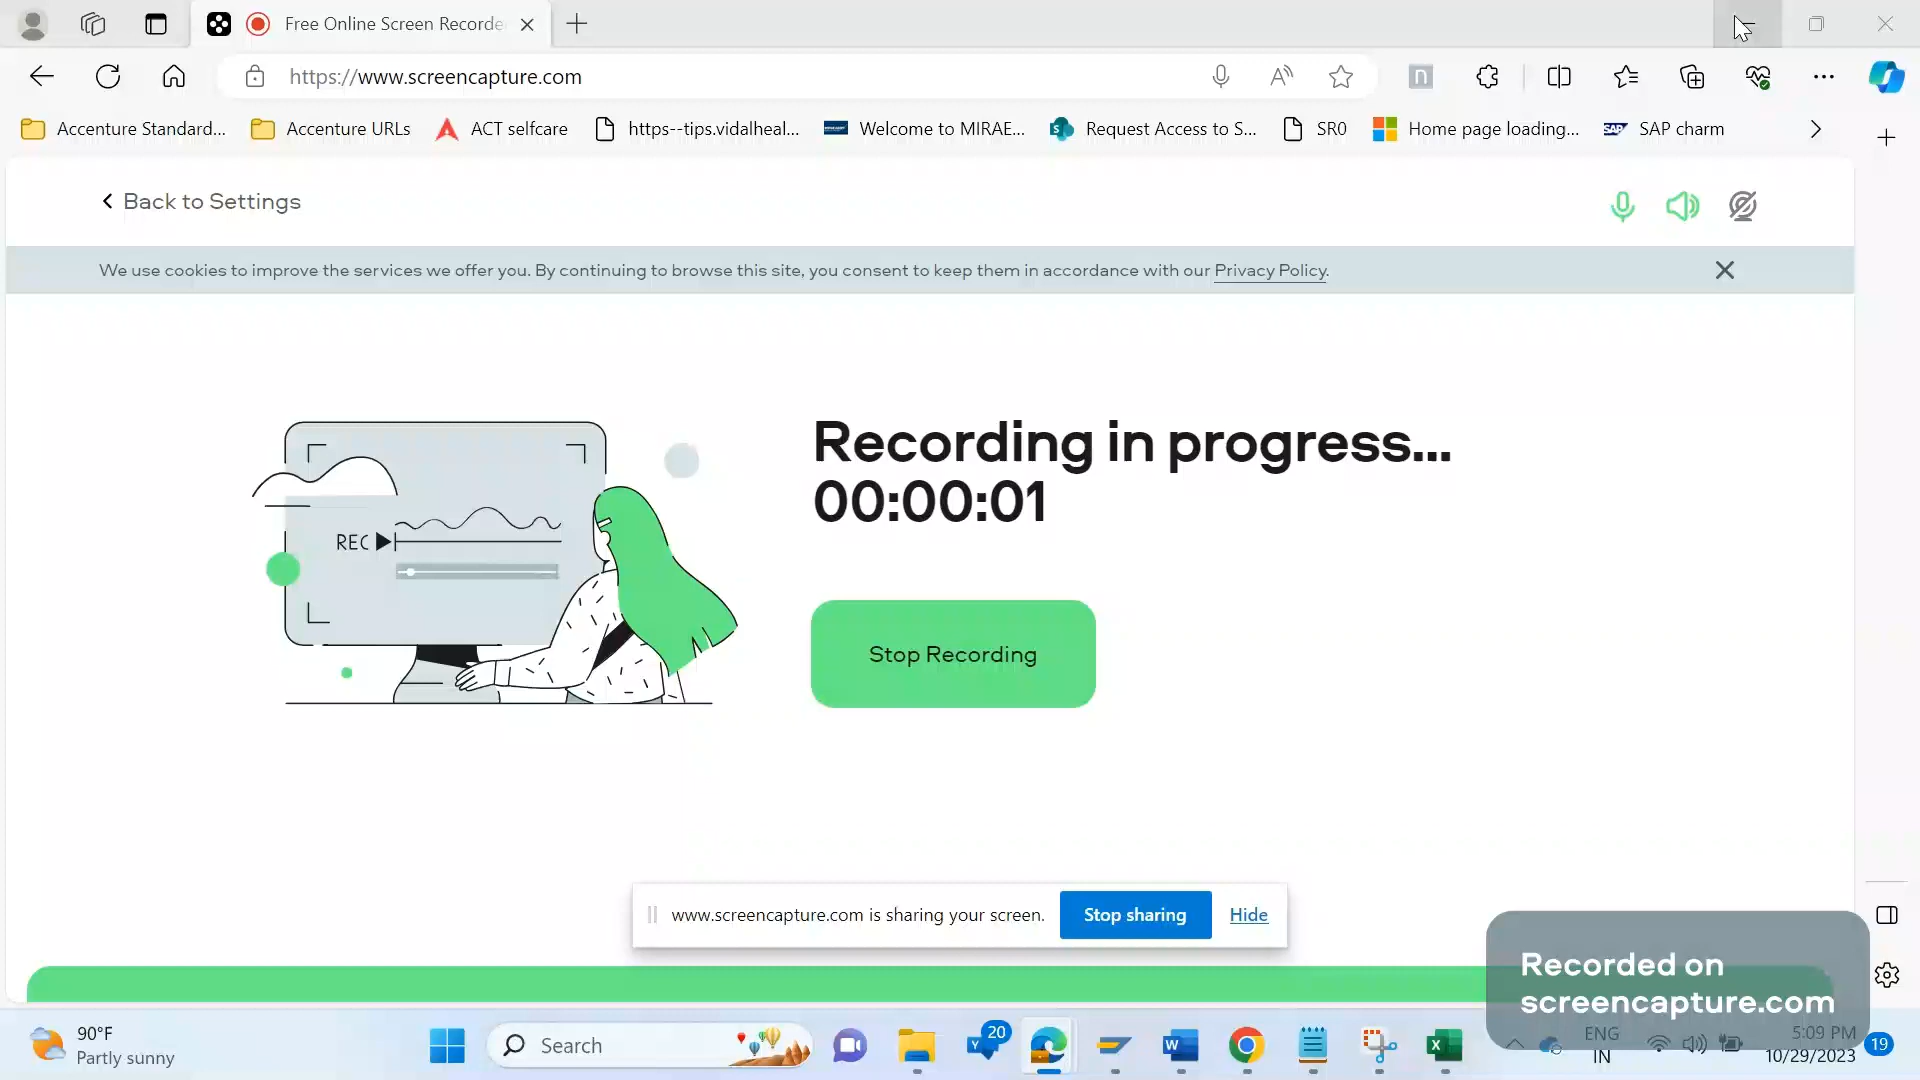 Free Online Screen Recorde
https://www.screencapture.com
n
Accenture Standard...
Accenture URLs
ACT selfcare
https--tips.vidalheal...
Welcome to MIRAE...
Request Access to S...
SR0
Home page loading...
SAP
SAP charm
Back to Settings
We use cookies to improve the services we offer you. By continuing to browse this site, you consent to keep them in accordance with our Privacy Policy.
Recording in progress...
00:00:01
REC
Stop Recording
www.screencapture.com is sharing your screen.
Stop sharing
Hide
Recorded on
screencapture.com
90°F
Partly sunny
Search
20
ENG
IN
5:09 PM
10/29/2023
19